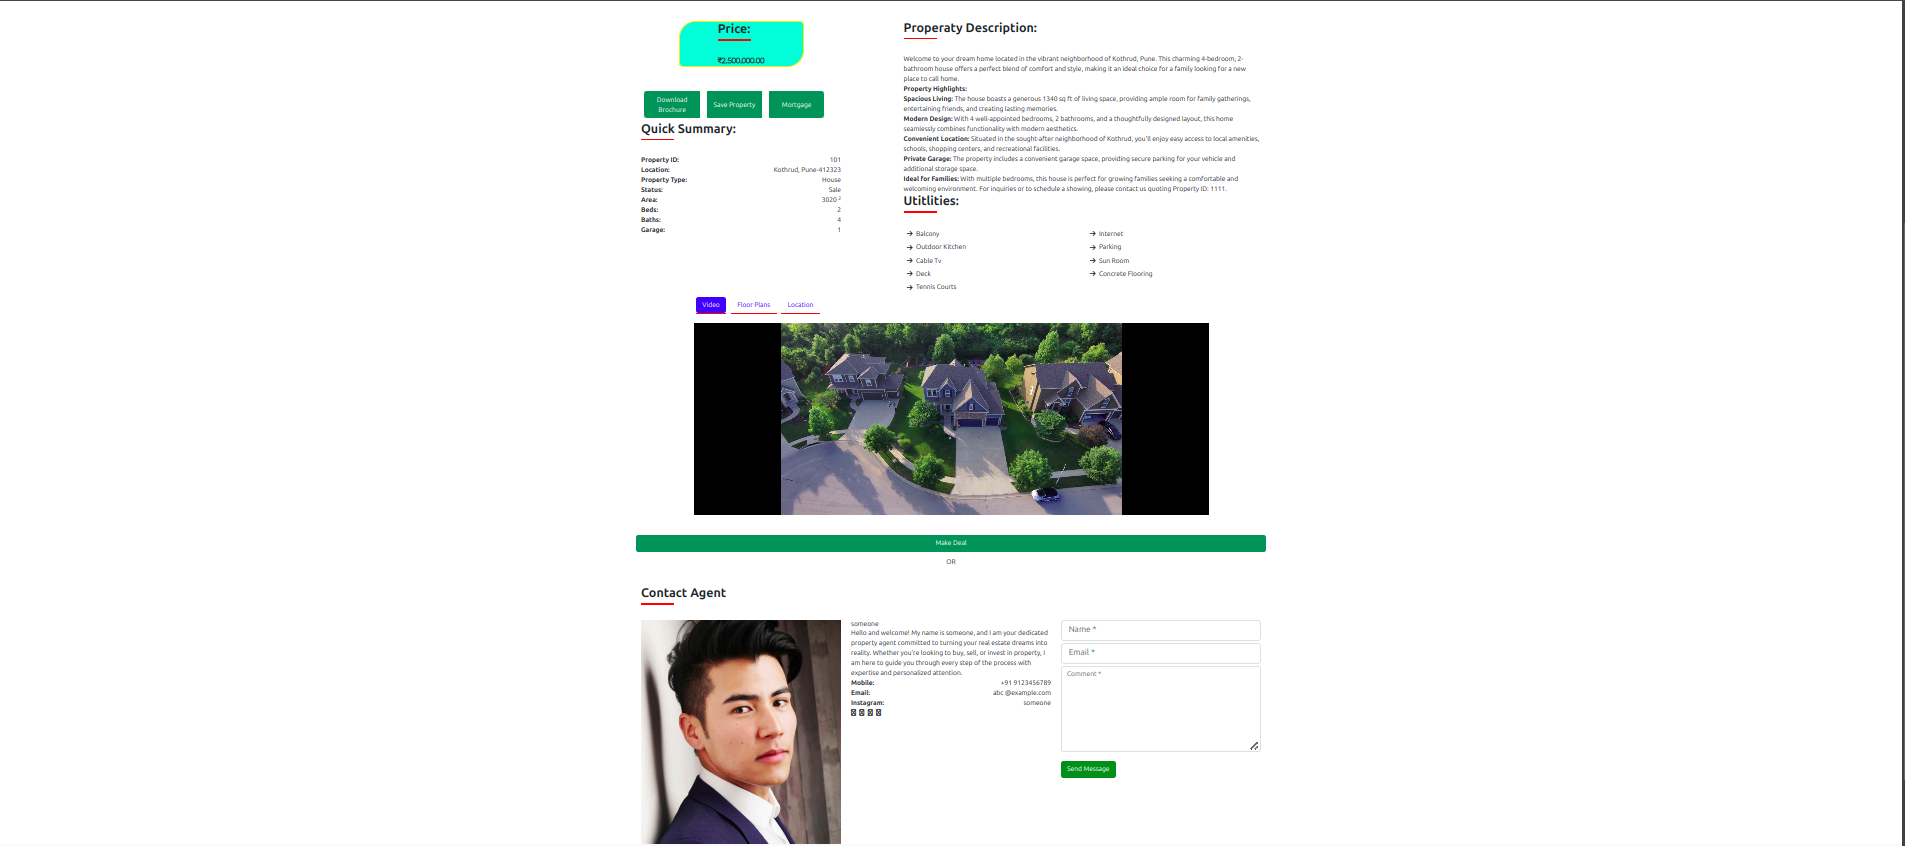 Price:
₹2,500,000.00
Download
Brochure
Save Property
Mortgage
Quick Summary:
Property ID: 101
Location: Kothrud, Pune-412323
Property Type: House
Status: Sale
Area: 3020 ²
Beds: 2
Baths: 4
Garage: 1
Properaty Description:
Welcome to your dream home located in the vibrant neighborhood of Kothrud, Pune. This charming 4-bedroom, 2-
bathroom house offers a perfect blend of comfort and style, making it an ideal choice for a family looking for a new
place to call home.
Property Highlights:
Spacious Living: The house boasts a generous 1340 sq ft of living space, providing ample room for family gatherings,
entertaining friends, and creating lasting memories.
Modern Design: With 4 well-appointed bedrooms, 2 bathrooms, and a thoughtfully designed layout, this home
seamlessly combines functionality with modern aesthetics.
Convenient Location: Situated in the sought-after neighborhood of Kothrud, you'll enjoy easy access to local amenities,
schools, shopping centers, and recreational facilities.
Private Garage: The property includes a convenient garage space, providing secure parking for your vehicle and
additional storage space.
Ideal for Families: With multiple bedrooms, this house is perfect for growing families seeking a comfortable and
welcoming environment. For inquiries or to schedule a showing, please contact us quoting Property ID: 1111.
Utitlities:
→ Balcony
→ Outdoor Kitchen
→ Cable Tv
→ Deck
→ Tennis Courts
→ Internet
→ Parking
→ Sun Room
→ Concrete Flooring
Video
Floor Plans
Location
Make Deal
OR
Contact Agent
someone
Hello and welcome! My name is someone, and I am your dedicated
property agent committed to turning your real estate dreams into
reality. Whether you're looking to buy, sell, or invest in property, I
am here to guide you through every step of the process with
expertise and personalized attention.
Mobile: +91 9123456789
Email: abc @example.com
Instagram: someone
Name *
Email *
Comment *
Send Message